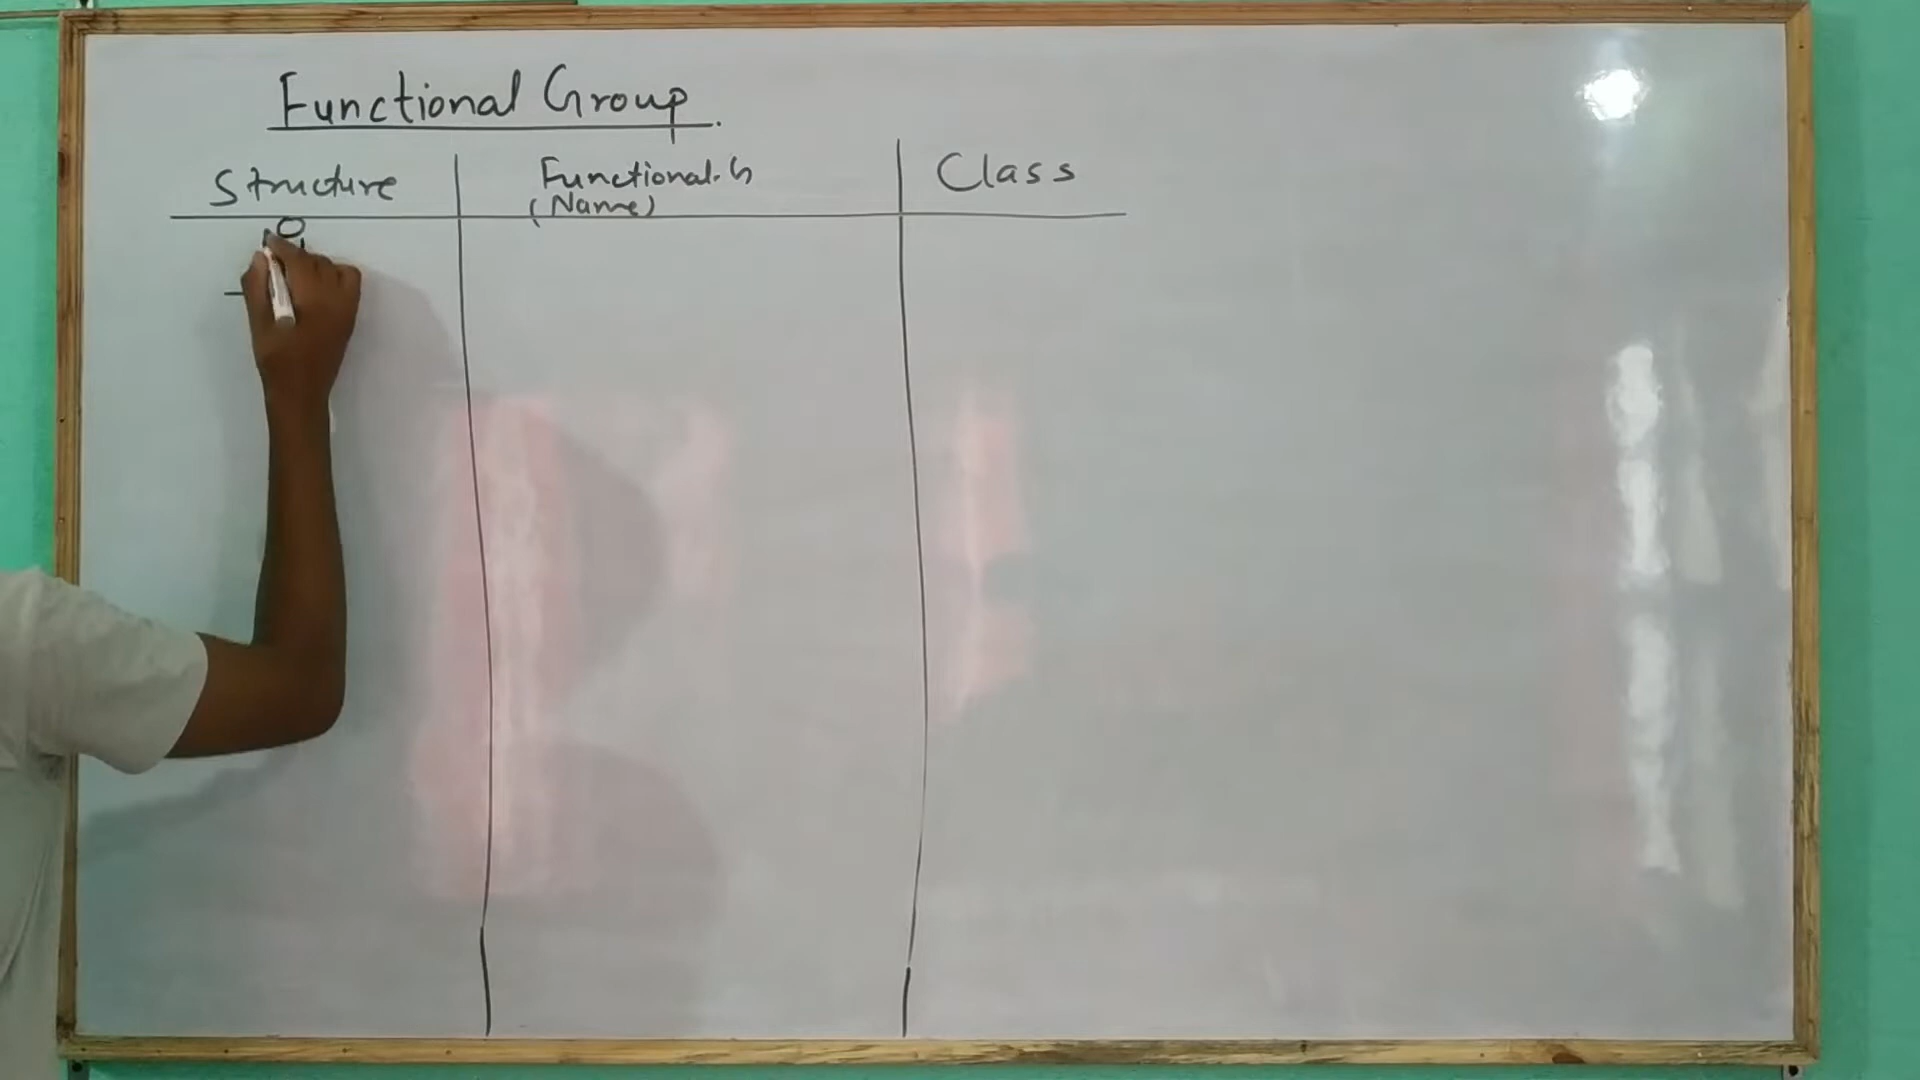 Functional Group.
Structure
Functional. G
(Name)
Class
O